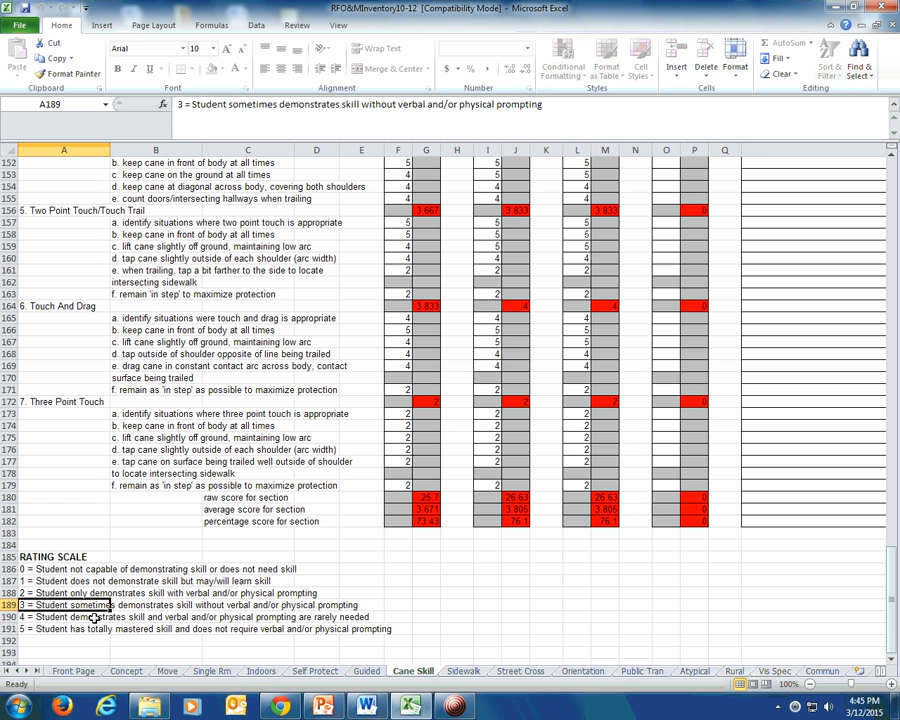 RFO&MInventory10-12 [Compatibility Mode] - Microsoft Excel
File Home Insert Page Layout Formulas Data Review View
Cut
Copy
Format Painter
Paste
Clipboard
Arial 10
Font
Wrap Text
Merge & Center
Alignment
Number
Conditional Formatting
Format as Table
Cell Styles
Styles
Insert Delete Format
Cells
AutoSum
Fill
Clear
Sort & Filter
Find & Select
Editing
A189 fx 3 = Student sometimes demonstrates skill without verbal and/or physical prompting
A B C D E F G H I J K L M N O P Q
152 b. keep cane in front of body at all times 5 5 5
153 c. keep cane on the ground at all times 4 5 5
154 d. keep cane at diagonal across body, covering both shoulders 4 4 4
155 e. count doors/intersecting hallways when trailing 4 4 4
156 5. Two Point Touch/Touch Trail 3.667 3.833 3.833 0
157 a. identify situations where two point touch is appropriate 5 5 5
158 b. keep cane in front of body at all times 5 5 5
159 c. lift cane slightly off ground, maintaining low arc 4 5 5
160 d. tap cane slightly outside of each shoulder (arc width) 4 4 4
161 e. when trailing, tap a bit farther to the side to locate 2 2 2
162 intersecting sidewalk
163 f. remain 'in step' to maximize protection 2 2 2
164 6. Touch And Drag 3.833 4 4 0
165 a. identify situations were touch and drag is appropriate 4 4 4
166 b. keep cane in front of body at all times 5 5 5
167 c. lift cane slightly off ground, maintaining low arc 4 5 5
168 d. tap outside of shoulder opposite of line being trailed 4 4 4
169 e. drag cane in constant contact arc across body, contact 4 4 4
170 surface being trailed
171 f. remain as 'in step' as possible to maximize protection 2 2 2
172 7. Three Point Touch 2 2 2 0
173 a. identify situations where three point touch is appropriate 2 2 2
174 b. keep cane in front of body at all times 2 2 2
175 c. lift cane slightly off ground, maintaining low arc 2 2 2
176 d. tap cane slightly outside of each shoulder (arc width) 2 2 2
177 e. tap cane on surface being trailed well outside of shoulder 2 2 2
178 to locate intersecting sidewalk
179 f. remain as 'in step' as possible to maximize protection 2 2 2
180 raw score for section 25.7 26.63 26.63 0
181 average score for section 3.671 3.805 3.805 0
182 percentage score for section 73.43 76.1 76.1 0
183
184
185 RATING SCALE
186 0 = Student not capable of demonstrating skill or does not need skill
187 1 = Student does not demonstrate skill but may/will learn skill
188 2 = Student only demonstrates skill with verbal and/or physical prompting
189 3 = Student sometimes demonstrates skill without verbal and/or physical prompting
190 4 = Student demonstrates skill and verbal and/or physical prompting are rarely needed
191 5 = Student has totally mastered skill and does not require verbal and/or physical prompting
192
193
194
Front Page Concept Move Single Rm Indoors Self Protect Guided Cane Skill Sidewalk Street Cross Orientation Public Tran Atypical Rural Vis Spec Commun
Ready 100%
4:45 PM
3/12/2015